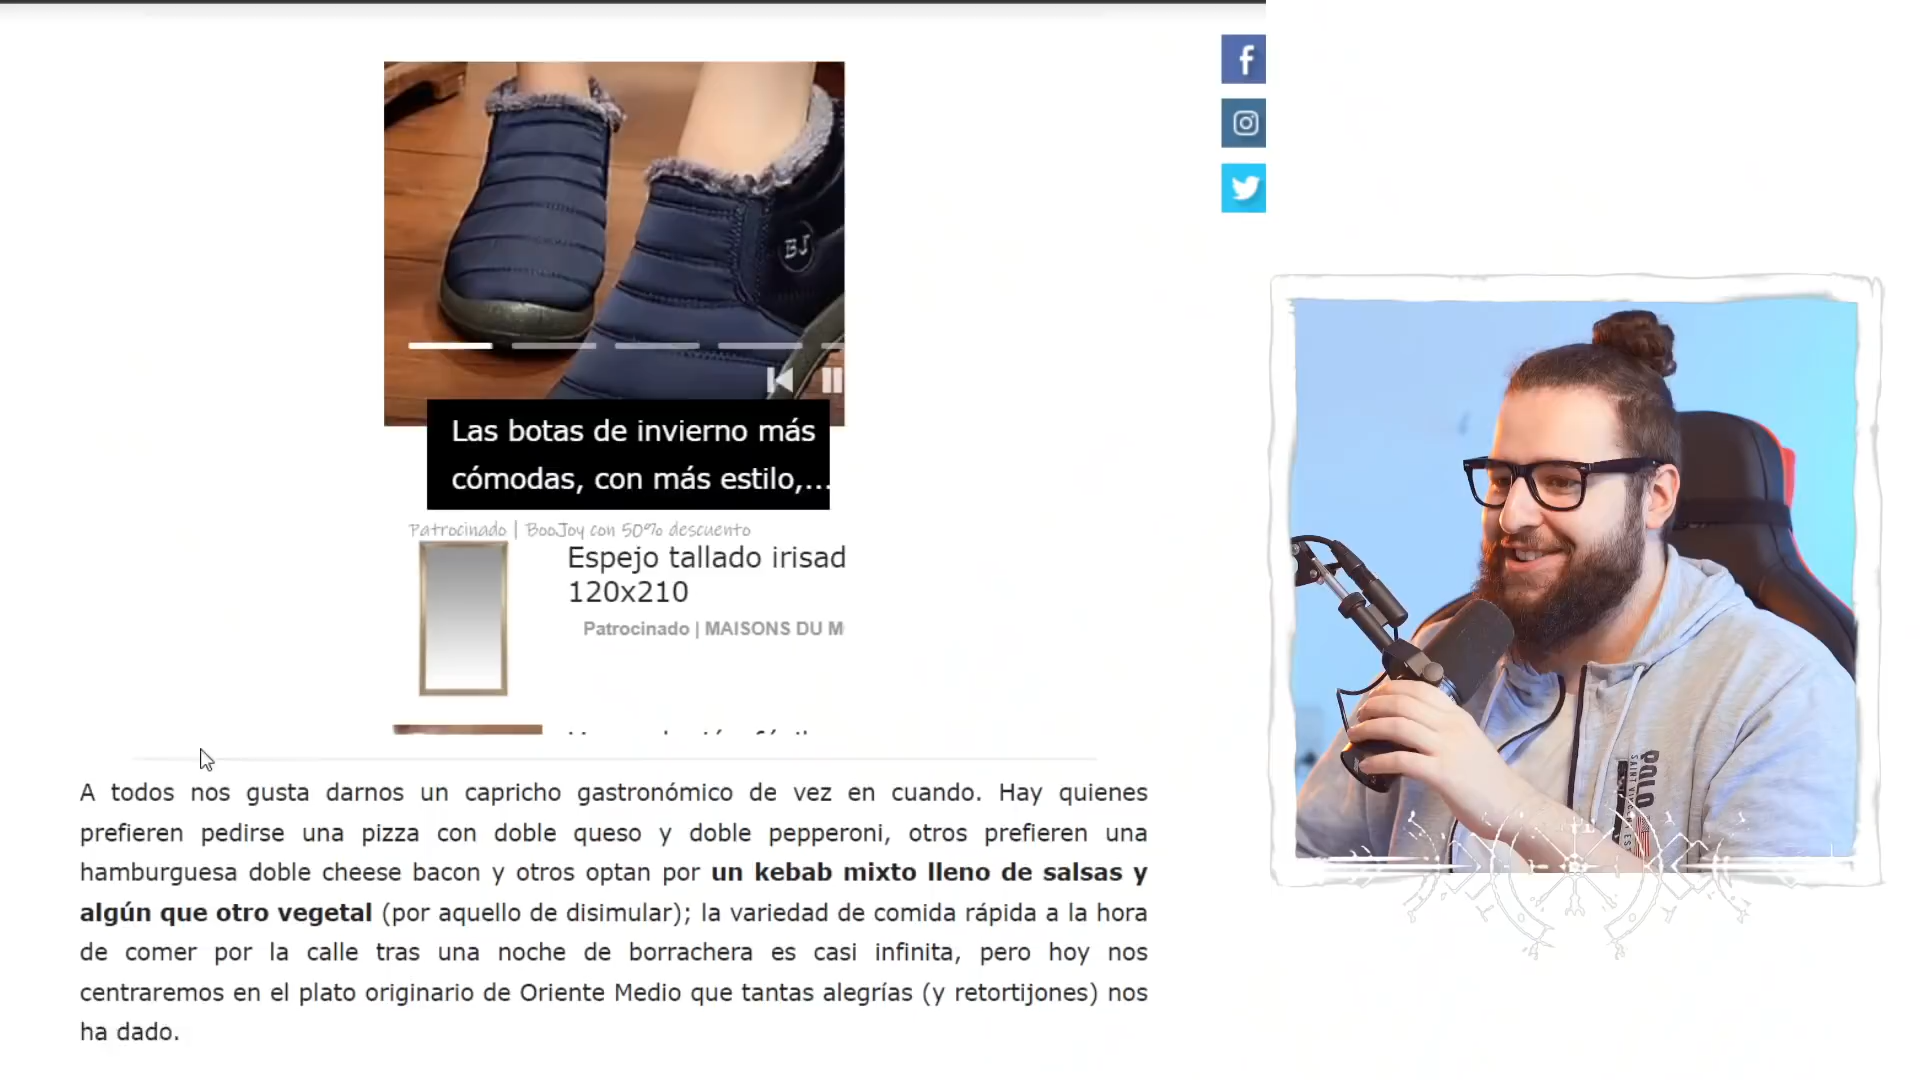 BJ
Las botas de invierno más
cómodas, con más estilo,...
Patrocinado | BooJoy con 50% descuento
Espejo tallado irisad
120x210
Patrocinado | MAISONS DU M
A todos nos gusta darnos un capricho gastronómico de vez en cuando. Hay quienes
prefieren pedirse una pizza con doble queso y doble pepperoni, otros prefieren una
hamburguesa doble cheese bacon y otros optan por un kebab mixto lleno de salsas y
algún que otro vegetal (por aquello de disimular); la variedad de comida rápida a la hora
de comer por la calle tras una noche de borrachera es casi infinita, pero hoy nos
centraremos en el plato originario de Oriente Medio que tantas alegrías (y retortijones) nos
ha dado.